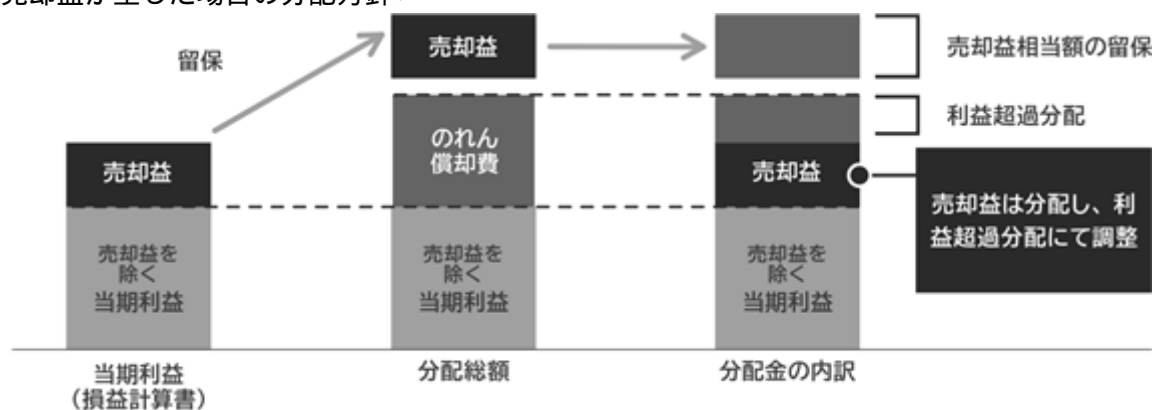 売却益が生じた場合の分配方針
留保
売却益
売却益相当額の留保
のれん
償却費
利益超過分配
売却益
売却益
売却益は分配し、利
益超過分配にて調整
売却益を
除く
当期利益
売却益を
除く
当期利益
売却益を
除く
当期利益
当期利益
(損益計算書)
分配総額
分配金の内訳